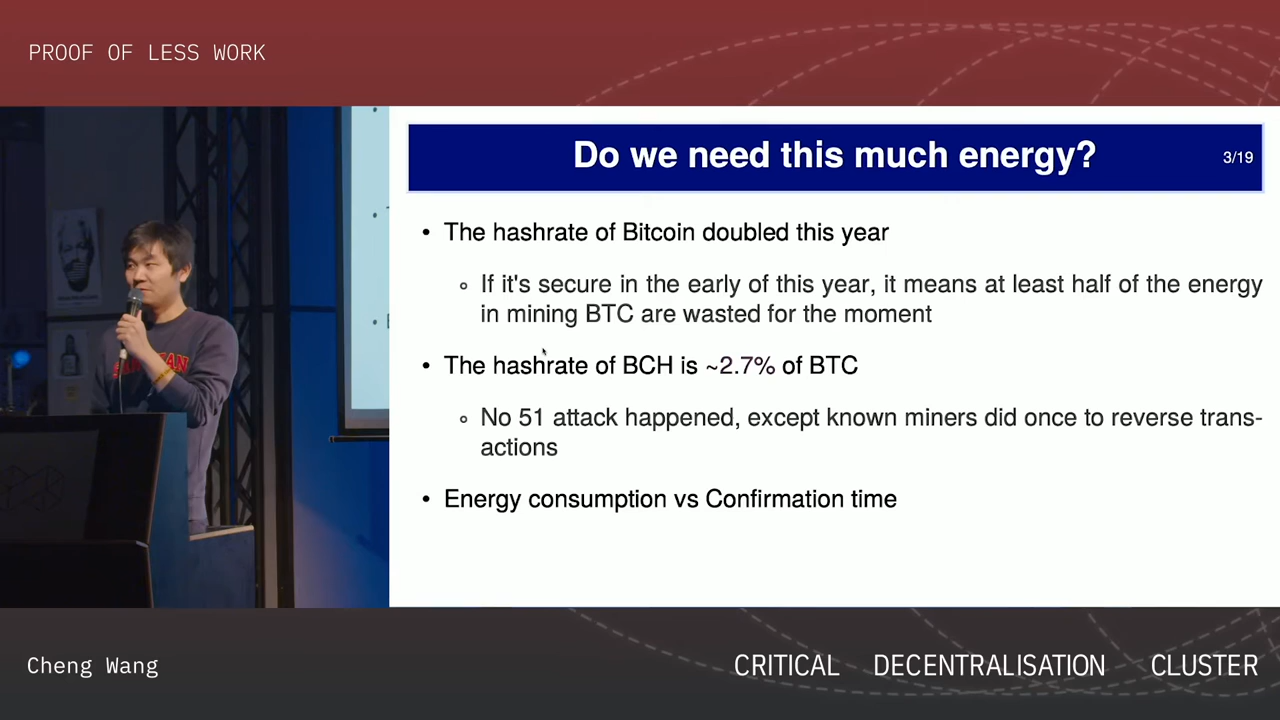 PROOF OF LESS WORK
Do we need this much energy?
3/19
• The hashrate of Bitcoin doubled this year
◦ If it's secure in the early of this year, it means at least half of the energy
in mining BTC are wasted for the moment
• The hashrate of BCH is ~2.7% of BTC
◦ No 51 attack happened, except known miners did once to reverse trans-
actions
• Energy consumption vs Confirmation time
Cheng Wang
CRITICAL DECENTRALISATION CLUSTER